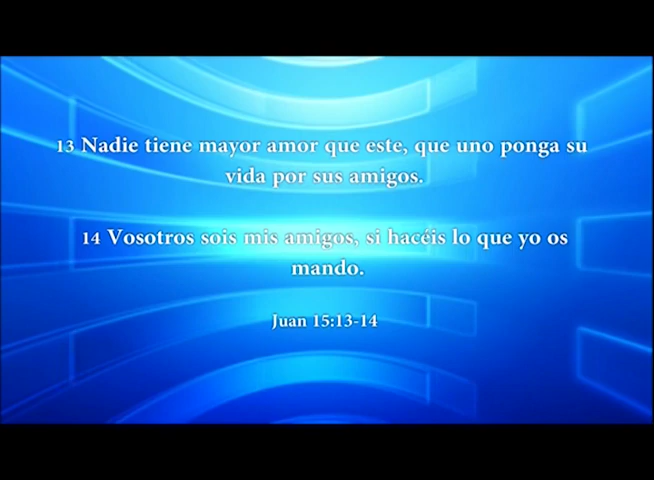 13 Nadie tiene mayor amor que este, que uno ponga su
vida por sus amigos.
14 Vosotros sois mis amigos, si hacéis lo que yo os
mando.
Juan 15:13-14